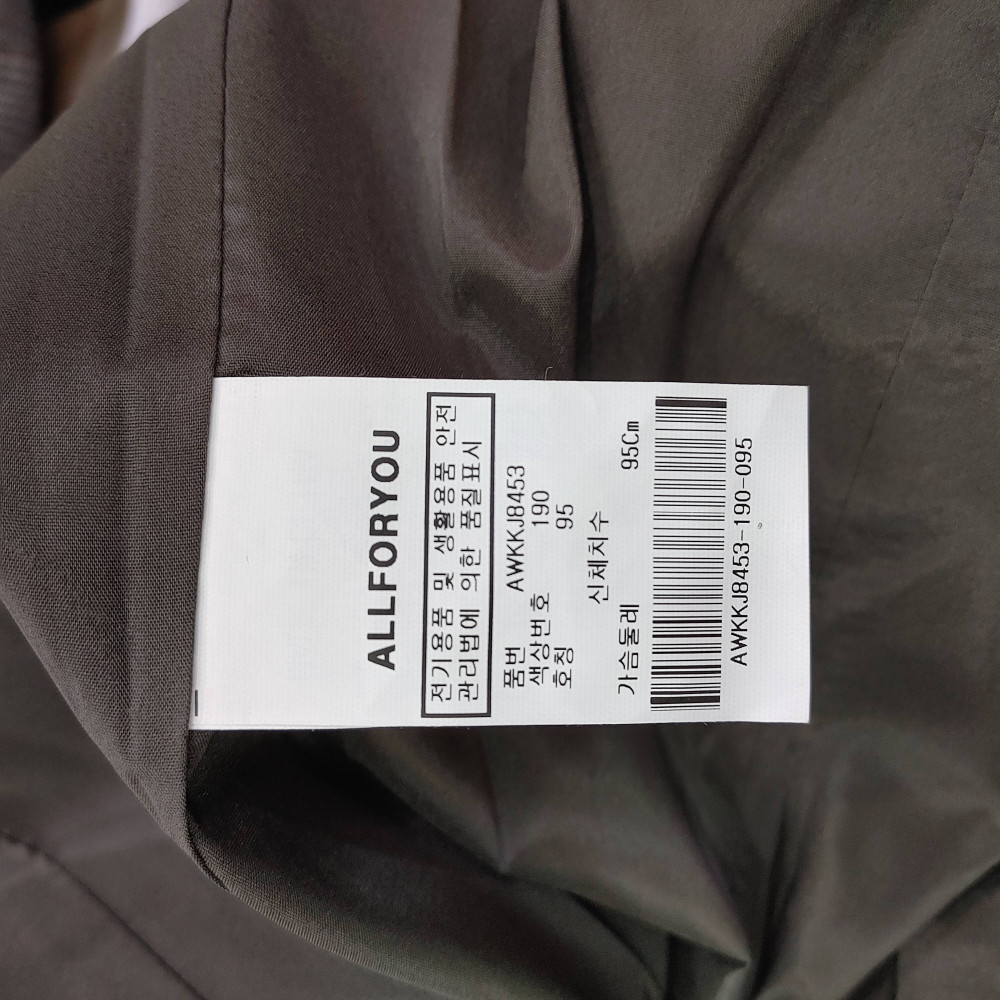 ALLFORYOU
전기용품 및 생활용품 안전
관리법에 의한 품질표시
품번 AWKKJ8453
색상번호 190
호칭 95
신체치수
가슴둘레 95Cm
AWKKJ8453-190-095